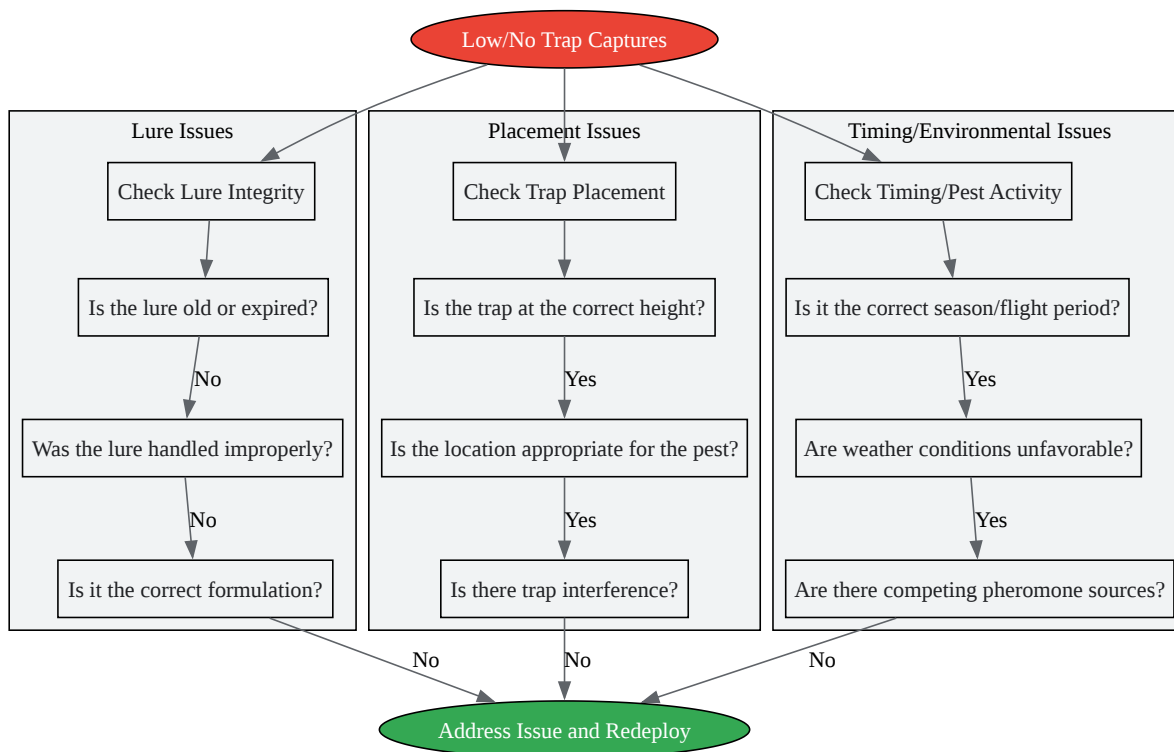 Low/No Trap Captures
Lure Issues
Placement Issues
Timing/Environmental Issues
Check Lure Integrity
Check Trap Placement
Check Timing/Pest Activity
Is the lure old or expired?
Is the trap at the correct height?
Is it the correct season/flight period?
No
Yes
Yes
Was the lure handled improperly?
Is the location appropriate for the pest?
Are weather conditions unfavorable?
No
Yes
Yes
Is it the correct formulation?
Is there trap interference?
Are there competing pheromone sources?
No
No
No
Address Issue and Redeploy